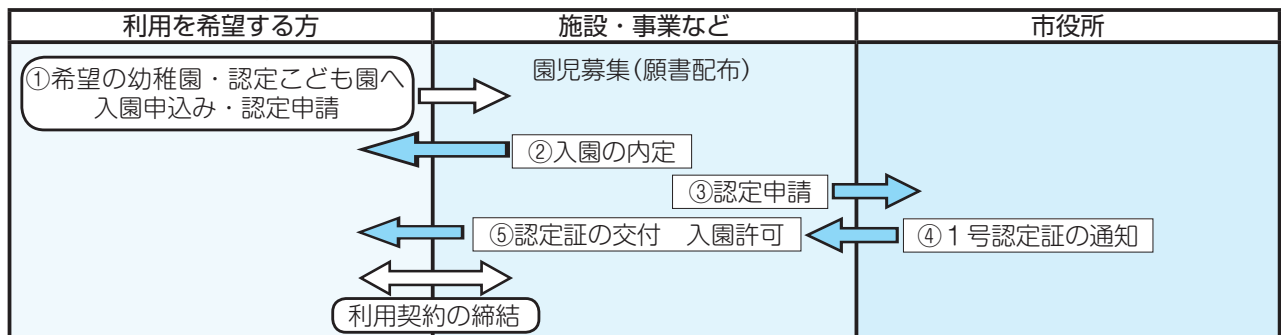 利用を希望する方
施設・事業など
市役所
①希望の幼稚園・認定こども園へ
入園申込み・認定申請
園児募集(願書配布)
②入園の内定
③認定申請
⑤認定証の交付　入園許可
④１号認定証の通知
利用契約の締結